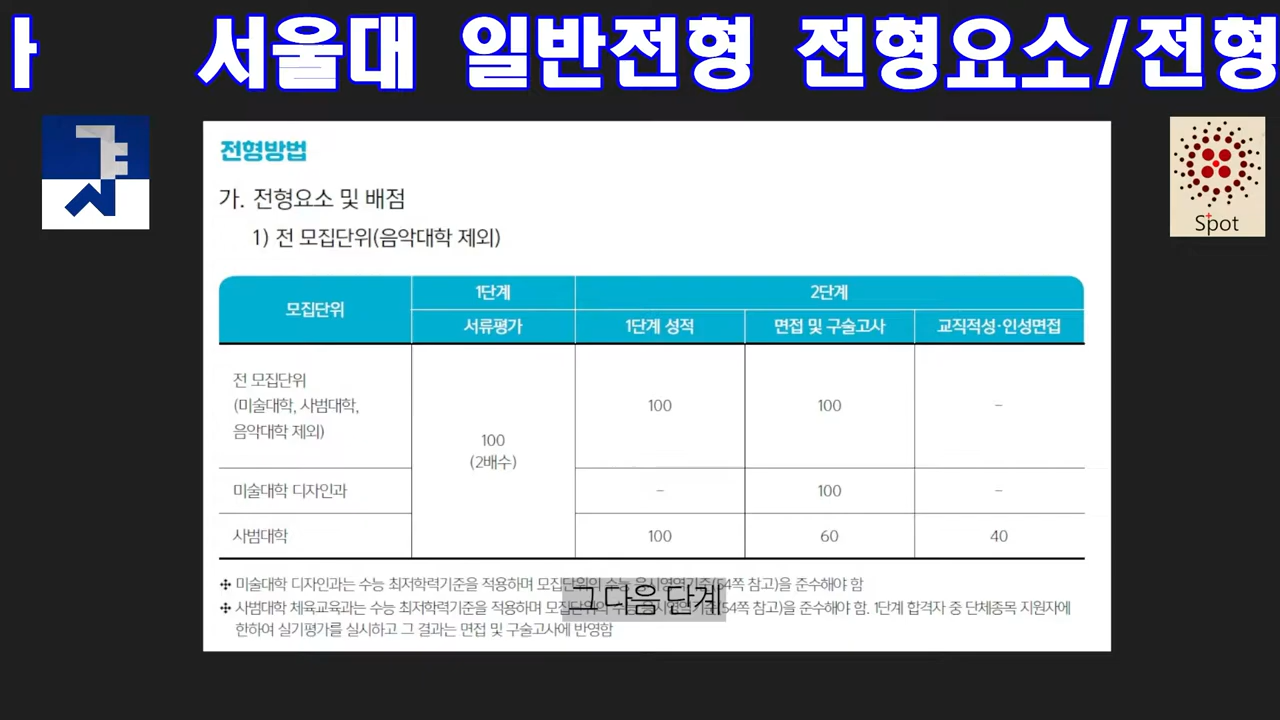 서울대 일반전형 전형요소/전형
Spot
전형방법
가. 전형요소 및 배점
1) 전 모집단위(음악대학 제외)
모집단위
1단계
2단계
서류평가
1단계 성적
면접 및 구술고사
교직적성·인성면접
전 모집단위
(미술대학, 사범대학,
음악대학 제외)
100
(2배수)
100
100
–
미술대학 디자인과
–
100
–
사범대학
100
60
40
✣ 미술대학 디자인과는 수능 최저학력기준을 적용하며 모집단위의 수능 응시영역기준(54쪽 참고)을 준수해야 함
✣ 사범대학 체육교육과는 수능 최저학력기준을 적용하며 모집단위의 수능 응시영역기준(54쪽 참고)을 준수해야 함. 1단계 합격자 중 단체종목 지원자에
한하여 실기평가를 실시하고 그 결과는 면접 및 구술고사에 반영함
그 다음 단계